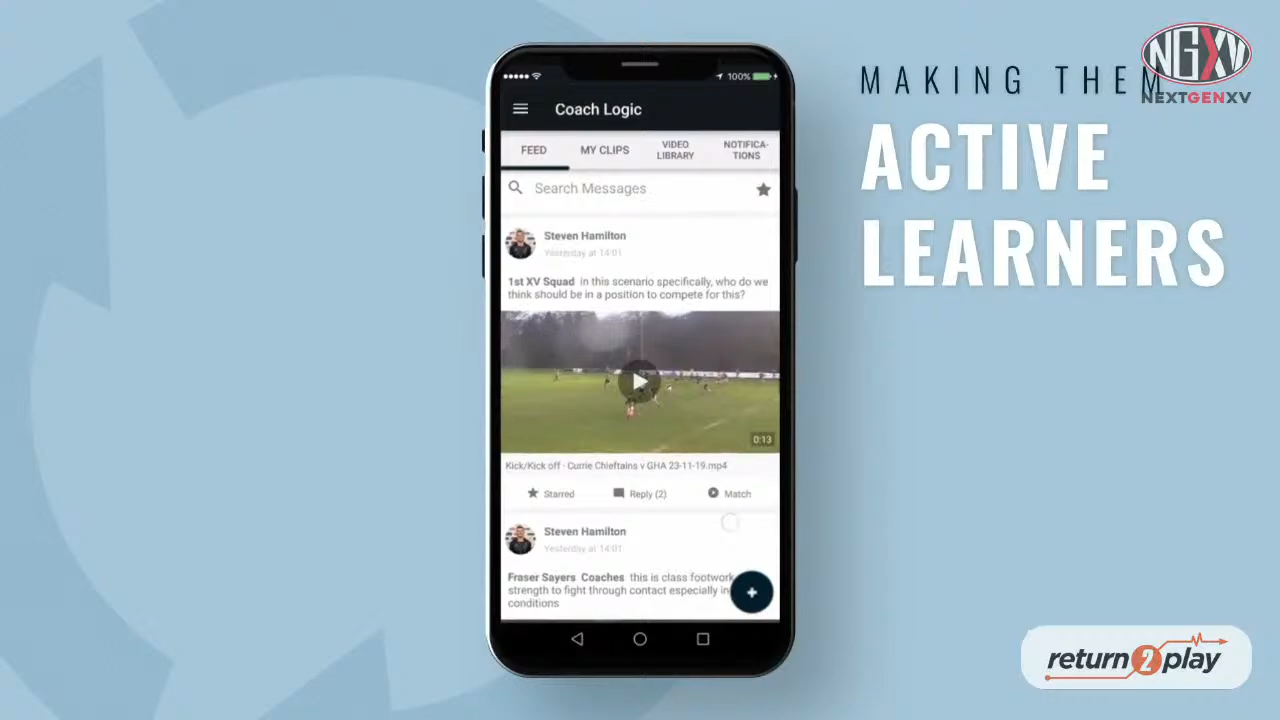 MAKING THEM
ACTIVE
LEARNERS
NGXV
NEXTGENXV
100%
Coach Logic
FEED
MY CLIPS
VIDEO
LIBRARY
NOTIFICA-
TIONS
Search Messages
Steven Hamilton
Yesterday at 14:01
1st XV Squad in this scenario specifically, who do we
think should be in a position to compete for this?
0:13
Kick/Kick off - Currie Chieftains v GHA 23-11-19.mp4
Starred
Reply (2)
Match
Steven Hamilton
Yesterday at 14:01
Fraser Sayers Coaches this is class footwork
strength to fight through contact especially in
conditions
return2play